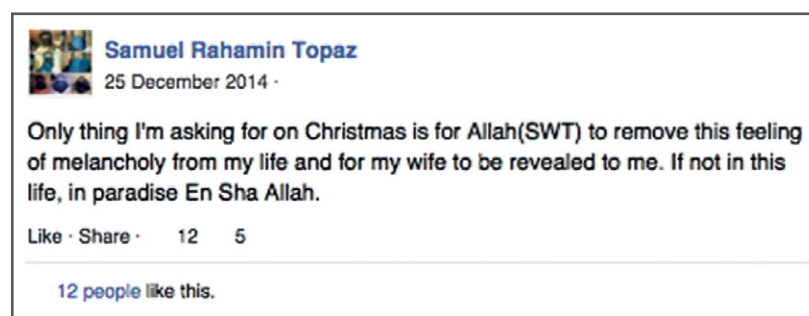 Samuel Rahamin Topaz
25 December 2014 ·
Only thing I'm asking for on Christmas is for Allah(SWT) to remove this feeling
of melancholy from my life and for my wife to be revealed to me. If not in this
life, in paradise En Sha Allah.
Like · Share · 12 5
12 people like this.